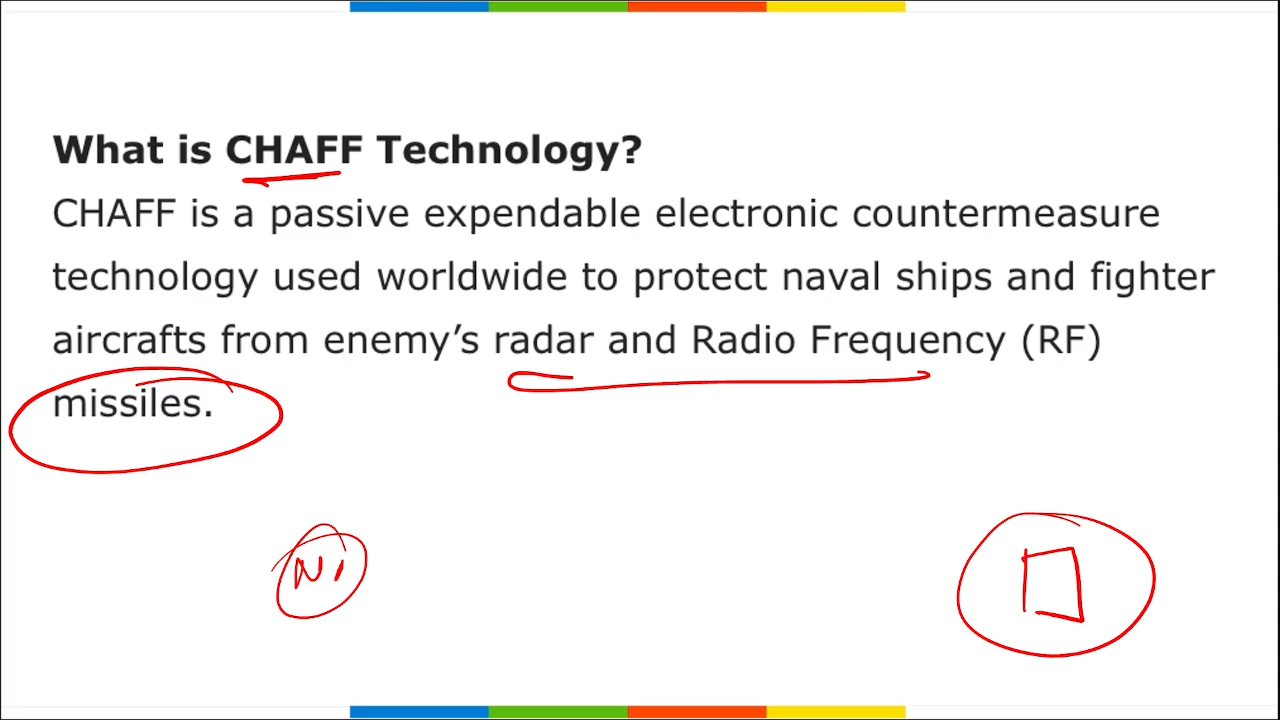 What is CHAFF Technology?
CHAFF is a passive expendable electronic countermeasure
technology used worldwide to protect naval ships and fighter
aircrafts from enemy’s radar and Radio Frequency (RF)
missiles.